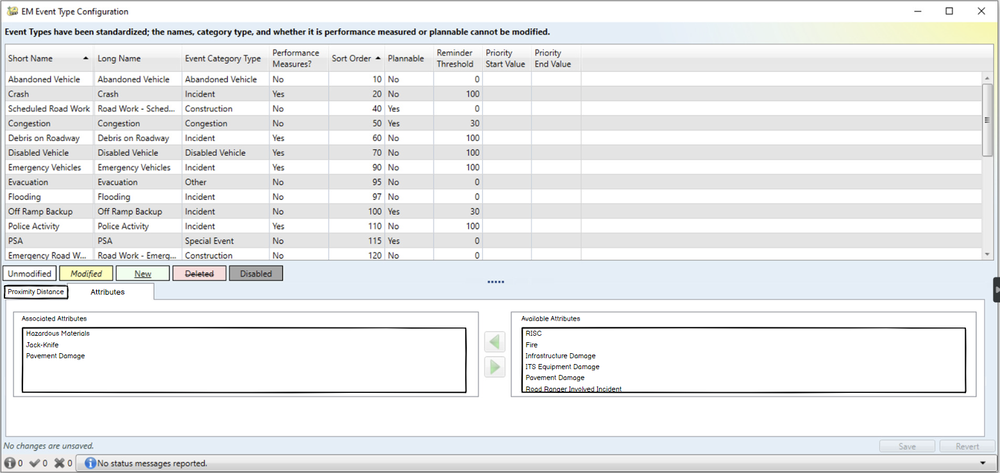 EM Event Type Configuration
Event Types have been standardized; the names, category type, and whether it is performance measured or plannable cannot be modified.
Short Name Long Name Event Category Type Performance Measures? Sort Order Plannable Reminder Threshold Priority Start Value Priority End Value
Abandoned Vehicle Abandoned Vehicle Abandoned Vehicle No 10 No 0
Crash Crash Incident Yes 20 No 100
Scheduled Road Work Road Work - Sched... Construction No 40 Yes 0
Congestion Congestion Congestion No 50 Yes 30
Debris on Roadway Debris on Roadway Incident Yes 60 No 100
Disabled Vehicle Disabled Vehicle Disabled Vehicle Yes 70 No 100
Emergency Vehicles Emergency Vehicles Incident Yes 90 No 100
Evacuation Evacuation Other No 95 No 0
Flooding Flooding Incident No 97 No 0
Off Ramp Backup Off Ramp Backup Incident No 100 Yes 30
Police Activity Police Activity Incident Yes 110 No 100
PSA PSA Special Event No 115 Yes 0
Emergency Road W... Road Work - Emerg... Construction No 120 No 0
Unmodified Modified New Deleted Disabled
Proximity Distance Attributes
Associated Attributes
Hazardous Materials
Jack-Knife
Pavement Damage
Available Attributes
RISC
Fire
Infrastructure Damage
ITS Equipment Damage
Pavement Damage
Road Ranger Involved Incident
No changes are unsaved.
Save Revert
0 0 0 No status messages reported.